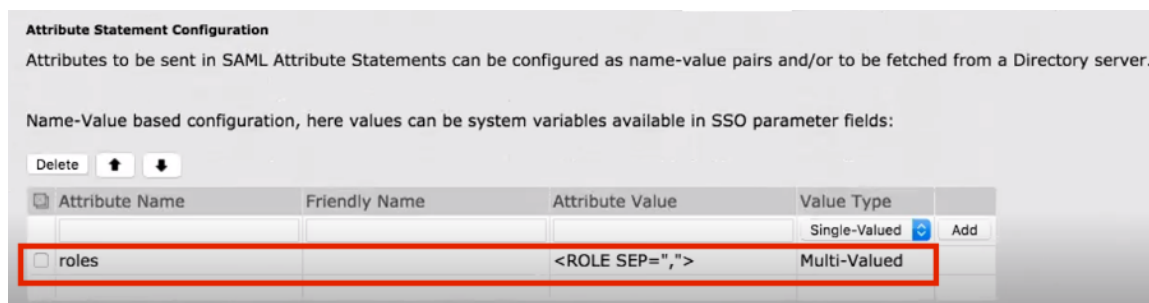 Attribute Statement Configuration
Attributes to be sent in SAML Attribute Statements can be configured as name-value pairs and/or to be fetched from a Directory server.
Name-Value based configuration, here values can be system variables available in SSO parameter fields:
Delete
Attribute Name Friendly Name Attribute Value Value Type
Single-Valued Add
roles <ROLE SEP=","> Multi-Valued